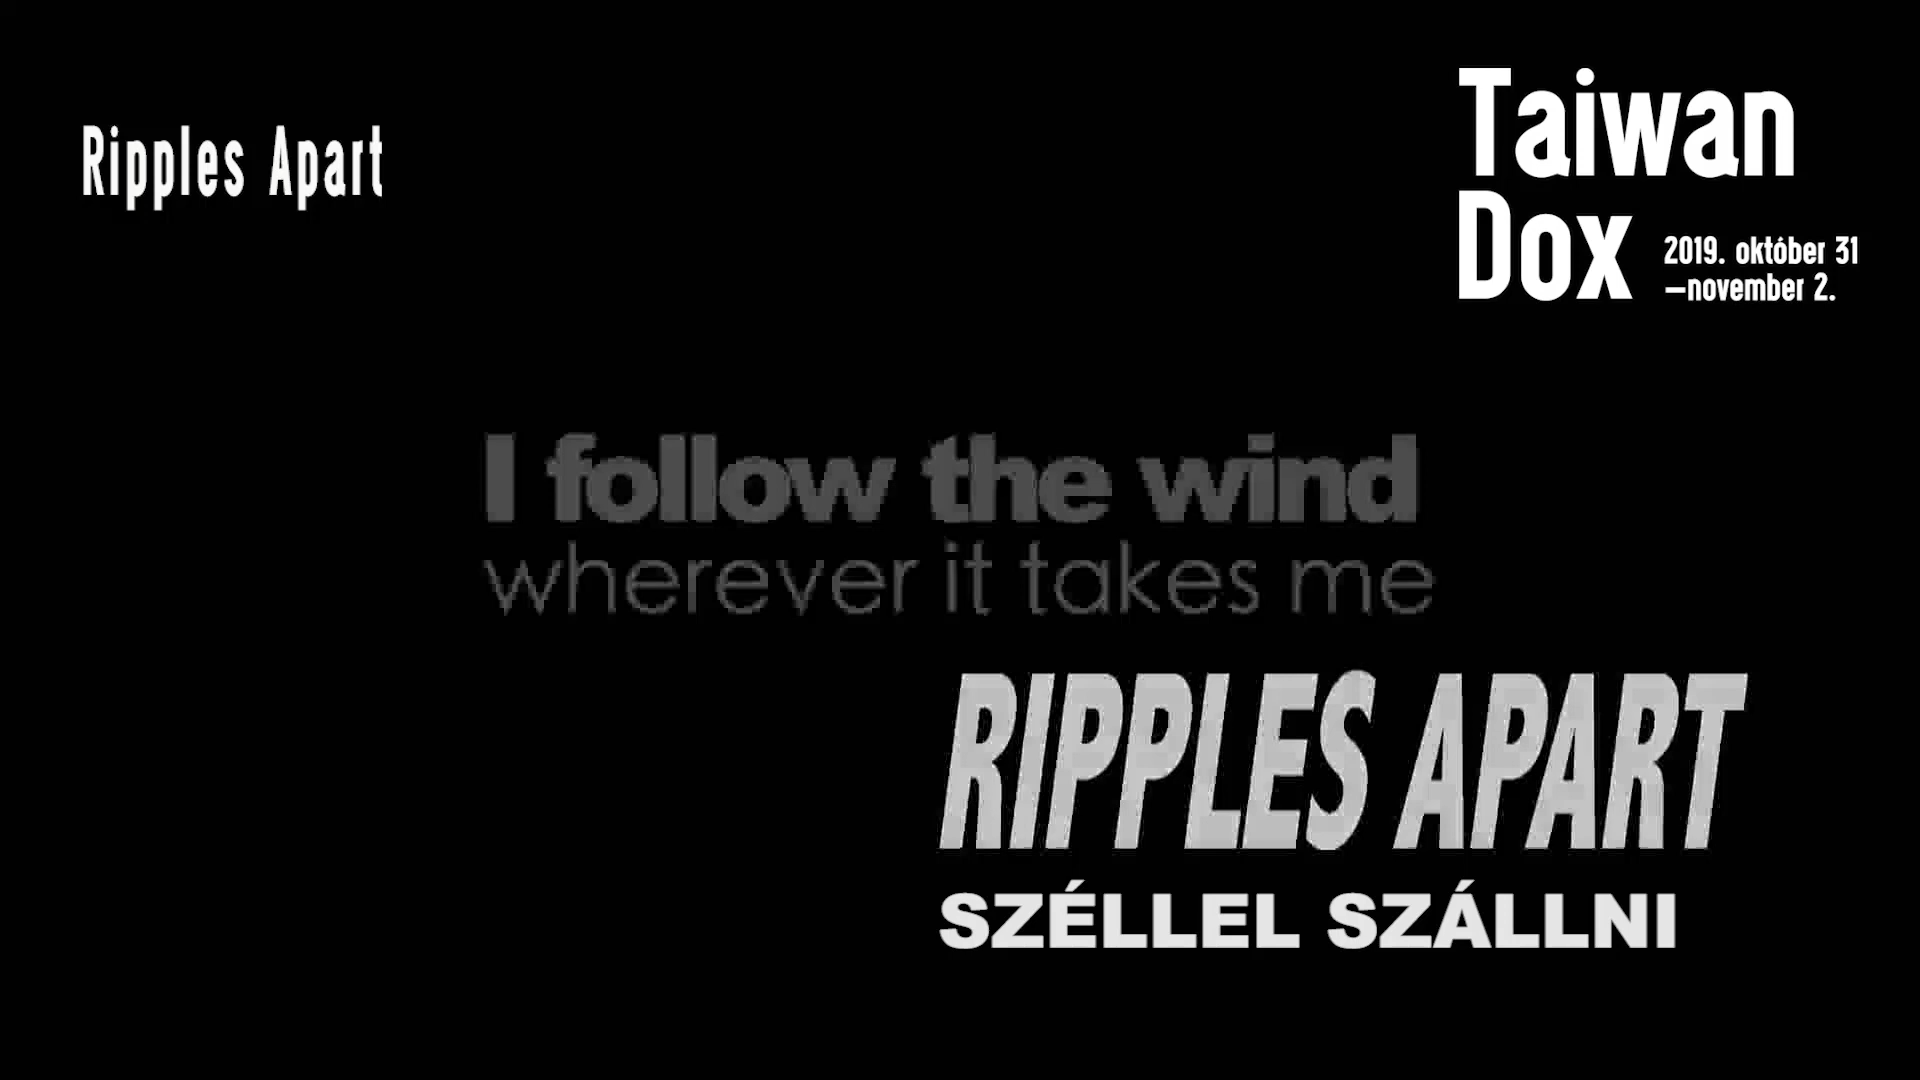 Ripples Apart
Taiwan
Dox
2019. október 31
–november 2.
I follow the wind
wherever it takes me
RIPPLES APART
SZÉLLEL SZÁLLNI